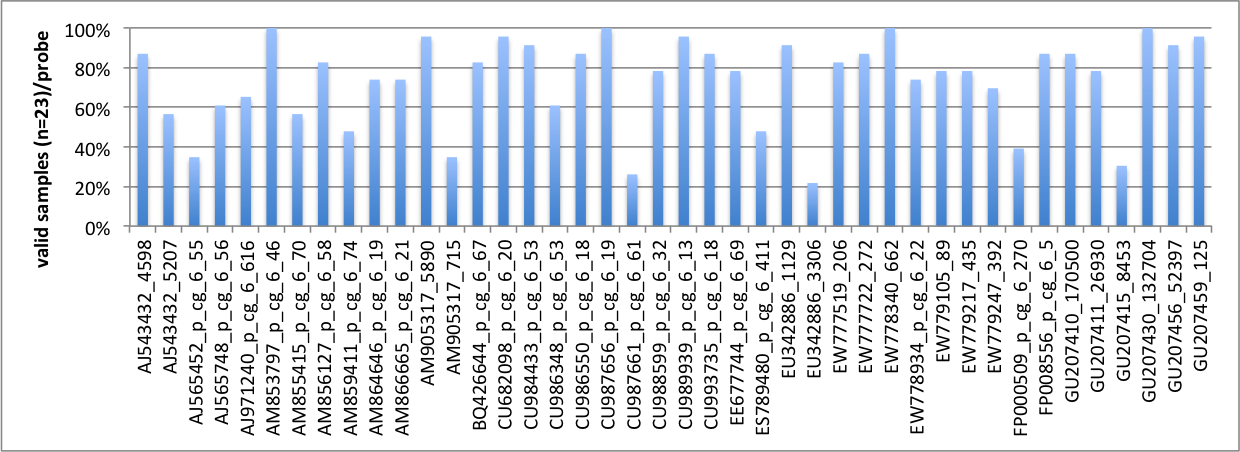 valid samples (n=23)/probe
100%
80%
60%
40%
20%
0%
AJ543432_4598
AJ543432_5207
AJ565452_p_cg_6_55
AJ565748_p_cg_6_56
AJ971240_p_cg_6_616
AM853797_p_cg_6_46
AM855415_p_cg_6_70
AM856127_p_cg_6_58
AM859411_p_cg_6_74
AM864646_p_cg_6_19
AM866665_p_cg_6_21
AM905317_5890
AM905317_715
BQ426644_p_cg_6_67
CU682098_p_cg_6_20
CU984433_p_cg_6_53
CU986348_p_cg_6_53
CU986550_p_cg_6_18
CU987656_p_cg_6_19
CU987661_p_cg_6_61
CU988599_p_cg_6_32
CU989939_p_cg_6_13
CU993735_p_cg_6_18
EE677744_p_cg_6_69
ES789480_p_cg_6_411
EU342886_1129
EU342886_3306
EW777519_206
EW777722_272
EW778340_662
EW778934_p_cg_6_22
EW779105_89
EW779217_435
EW779247_392
FP000509_p_cg_6_270
FP008556_p_cg_6_5
GU207410_170500
GU207411_26930
GU207415_8453
GU207430_132704
GU207456_52397
GU207459_125